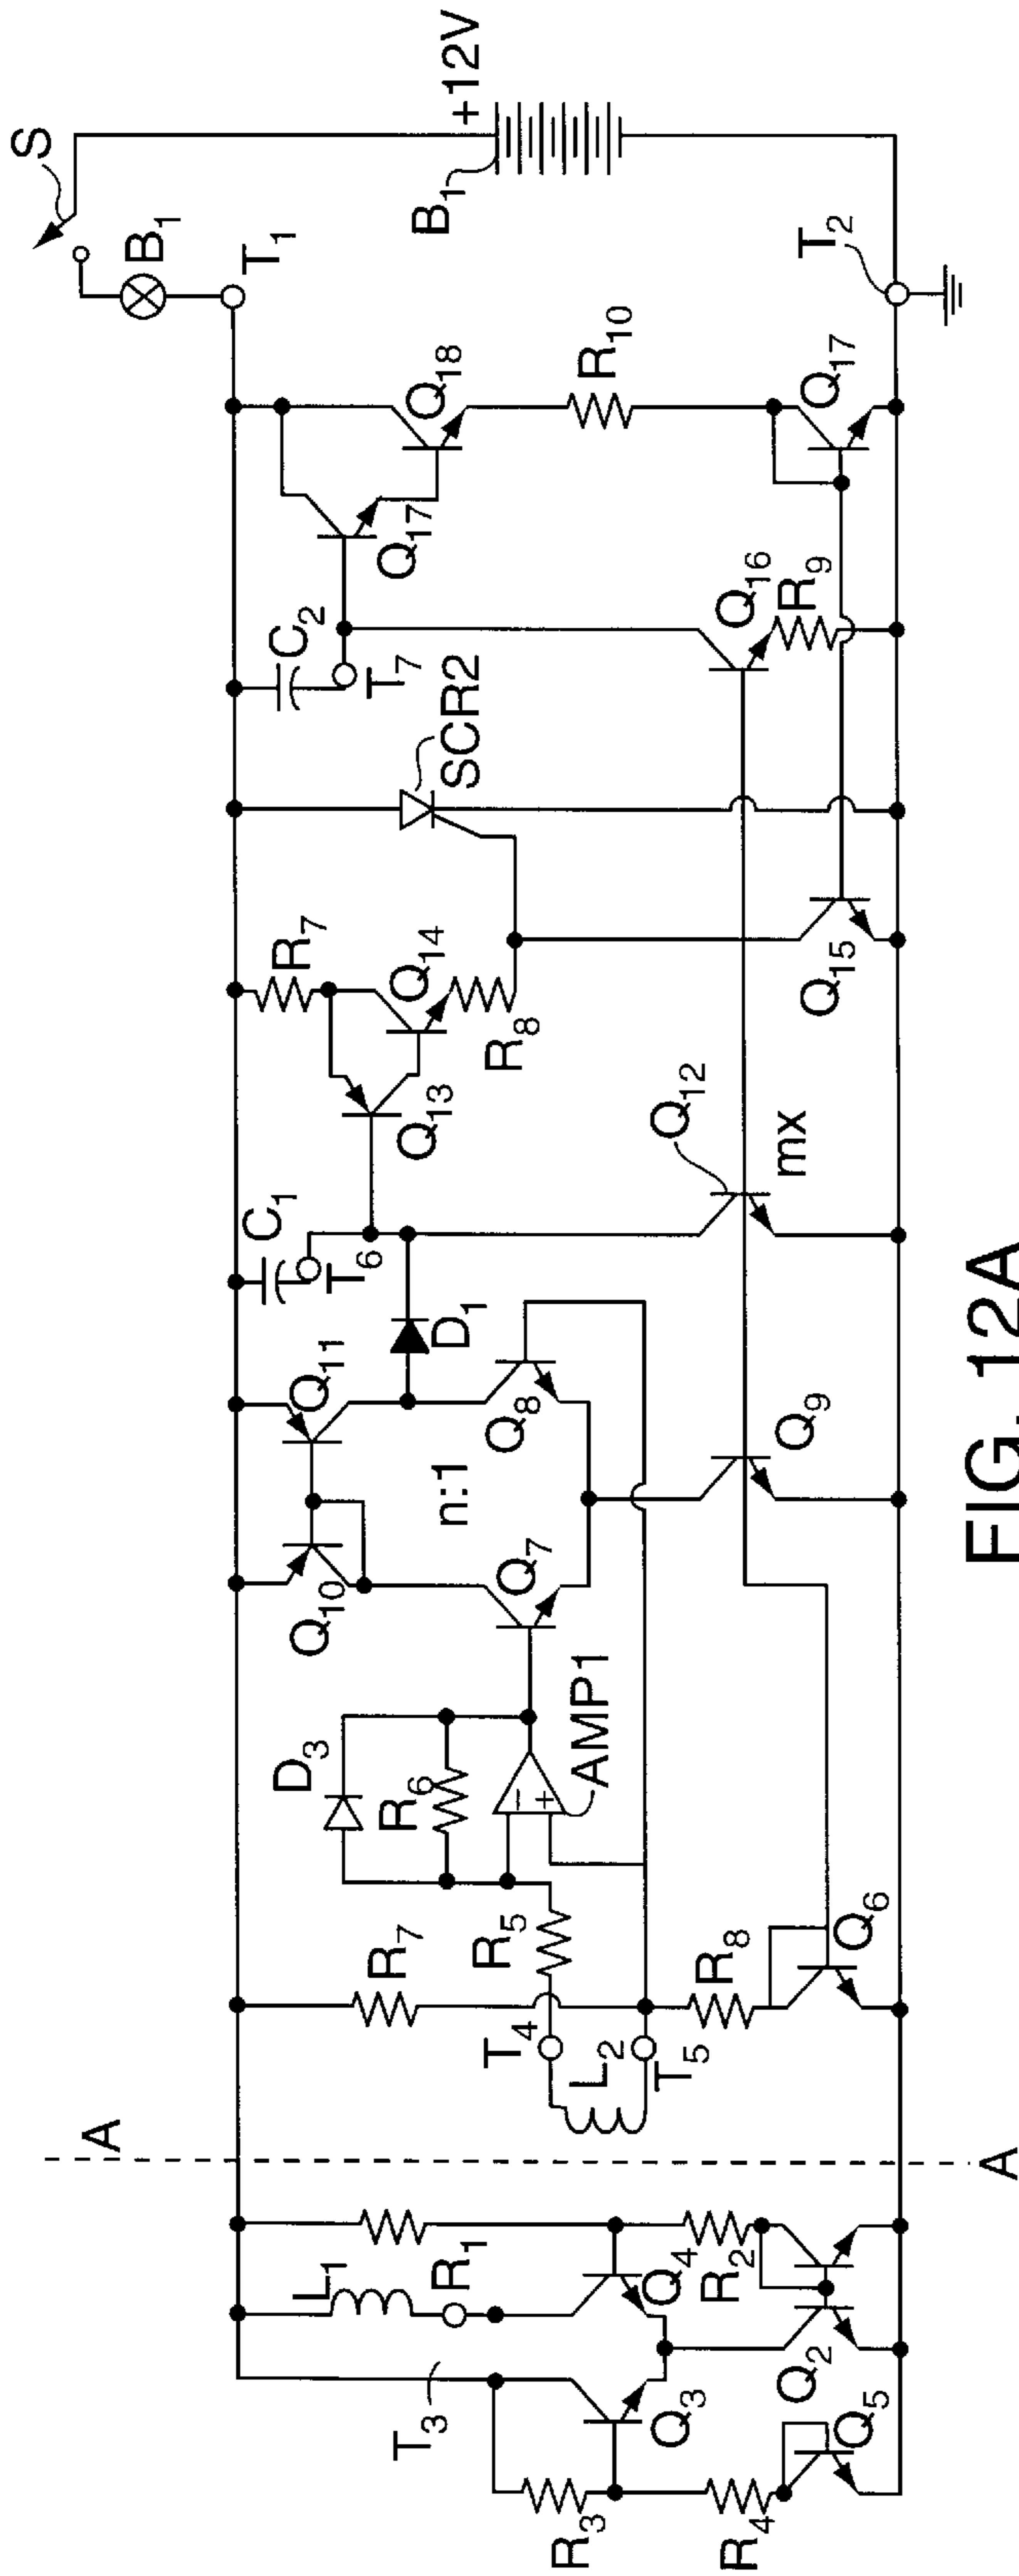 S
B1
T1
+12V
B1
T2
Q18
R10
Q17
Q17
C2
T7
Q16
R9
SCR2
R7
Q14
R8
Q13
Q15
Q12
mx
C1
T6
D1
Q11
Q10
n:1
Q8
Q7
Q9
D3
R6
AMP1
−
+
R5
R7
T4
L2
T5
R8
Q6
A
A
L1
R1
Q4
R2
T3
Q3
Q2
Q5
R3
R4
FIG. 12A